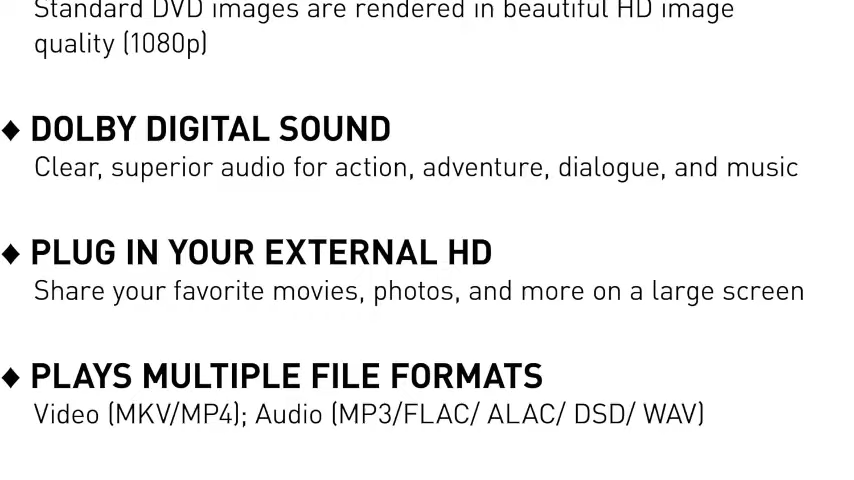 Standard DVD images are rendered in beautiful HD image
quality (1080p)
◆ DOLBY DIGITAL SOUND
Clear, superior audio for action, adventure, dialogue, and music
◆ PLUG IN YOUR EXTERNAL HD
Share your favorite movies, photos, and more on a large screen
◆ PLAYS MULTIPLE FILE FORMATS
Video (MKV/MP4); Audio (MP3/FLAC/ ALAC/ DSD/ WAV)